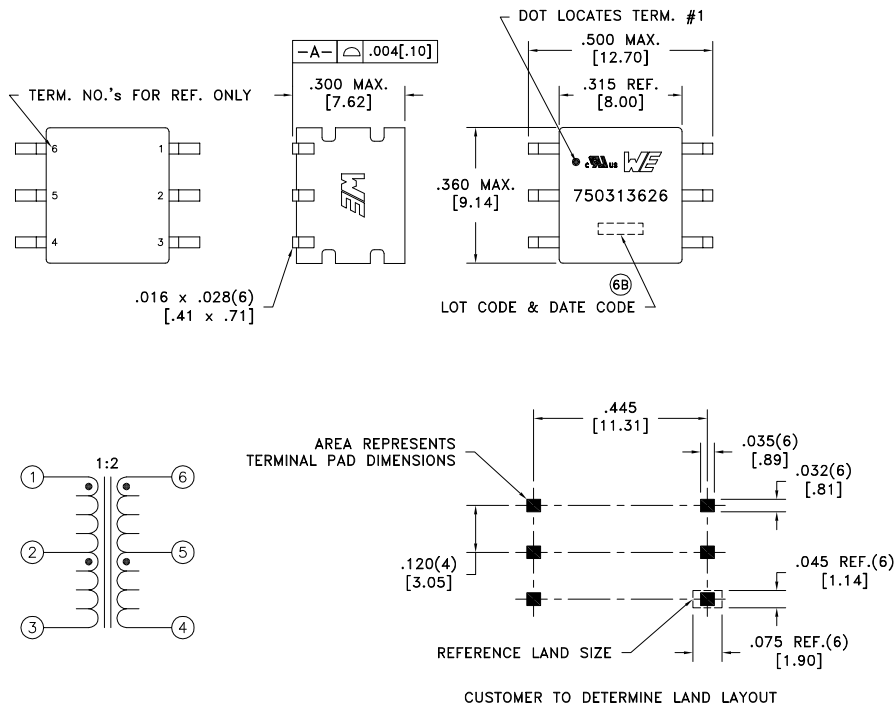 DOT LOCATES TERM. #1
-A- ⌓ .004[.10]
.500 MAX.
[12.70]
.300 MAX.
[7.62]
.315 REF.
[8.00]
TERM. NO.'s FOR REF. ONLY
6 1
5 2
4 3
WE
c UL us WE
750313626
.360 MAX.
[9.14]
6B
LOT CODE & DATE CODE
.016 x .028(6)
[.41 x .71]
.445
[11.31]
AREA REPRESENTS
TERMINAL PAD DIMENSIONS
.035(6)
[.89]
.032(6)
[.81]
1:2
1 6
2 5
3 4
.120(4)
[3.05]
.045 REF.(6)
[1.14]
REFERENCE LAND SIZE
.075 REF.(6)
[1.90]
CUSTOMER TO DETERMINE LAND LAYOUT